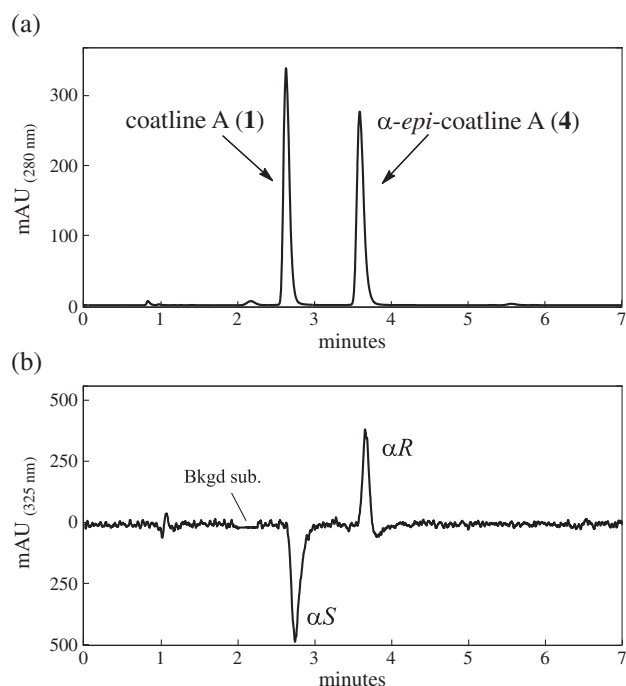 (a)
300
200
100
0
mAU (280 nm)
coatline A (1)
α-epi-coatline A (4)
0 1 2 3 4 5 6 7
minutes
(b)
500
250
0
250
500
mAU (325 nm)
Bkgd sub.
αR
αS
0 1 2 3 4 5 6 7
minutes